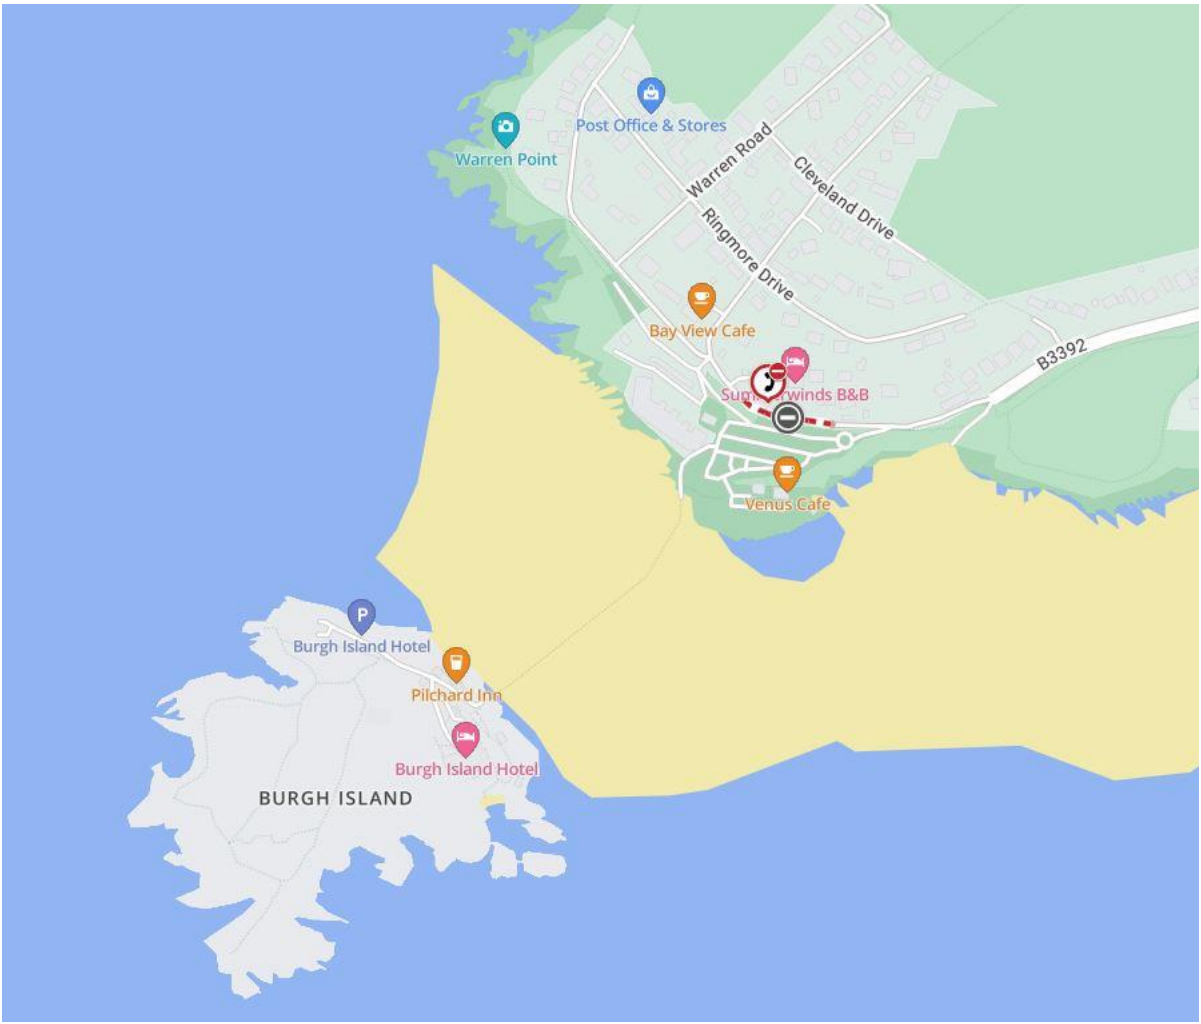 Post Office & Stores
Warren Point
Warren Road
Cleveland Drive
Ringmore Drive
Bay View Cafe
B3392
Summerwinds B&B
Venus Cafe
P
Burgh Island Hotel
Pilchard Inn
Burgh Island Hotel
BURGH ISLAND